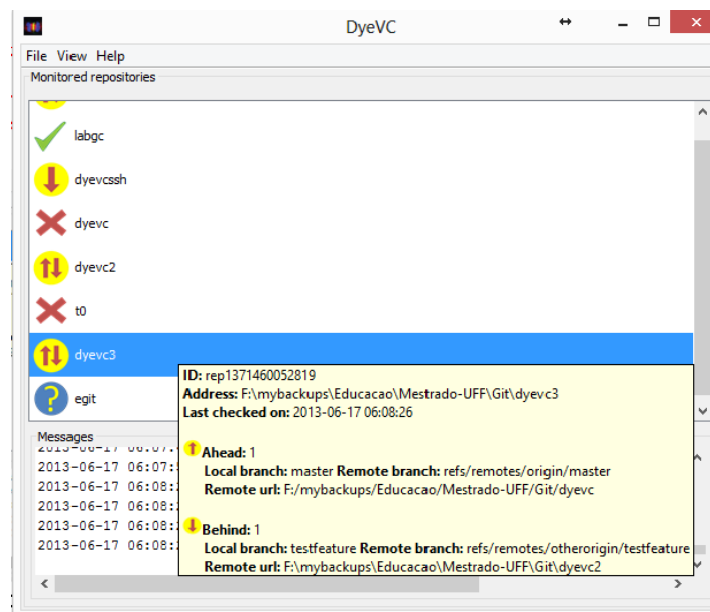 DyeVC
File View Help
Monitored repositories
labgc
dyevcssh
dyevc
dyevc2
t0
dyevc3
egit
ID: rep1371460052819
Address: F:\mybackups\Educacao\Mestrado-UFF\Git\dyevc3
Last checked on: 2013-06-17 06:08:26
Ahead: 1
Local branch: master Remote branch: refs/remotes/origin/master
Remote url: F:/mybackups/Educacao/Mestrado-UFF/Git/dyevc
Behind: 1
Local branch: testfeature Remote branch: refs/remotes/otherorigin/testfeature
Remote url: F:\mybackups\Educacao\Mestrado-UFF\Git\dyevc2
Messages
2013-06-17 06:07:
2013-06-17 06:07:
2013-06-17 06:08:
2013-06-17 06:08:
2013-06-17 06:08:
2013-06-17 06:08: